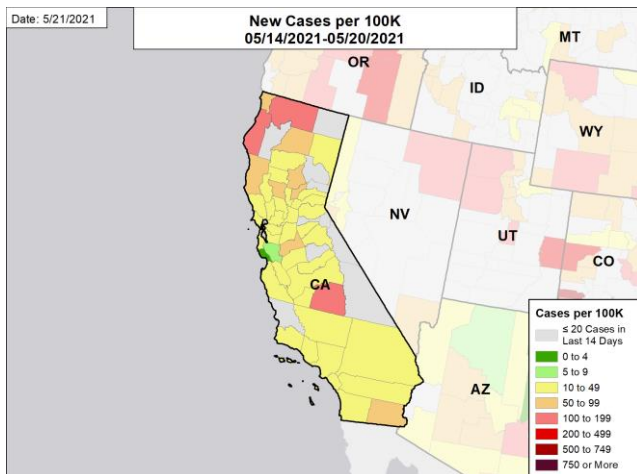 Date: 5/21/2021
New Cases per 100K
05/14/2021-05/20/2021
MT
OR
ID
WY
NV
UT
CO
CA
AZ
Cases per 100K
≤ 20 Cases in
Last 14 Days
0 to 4
5 to 9
10 to 49
50 to 99
100 to 199
200 to 499
500 to 749
750 or More